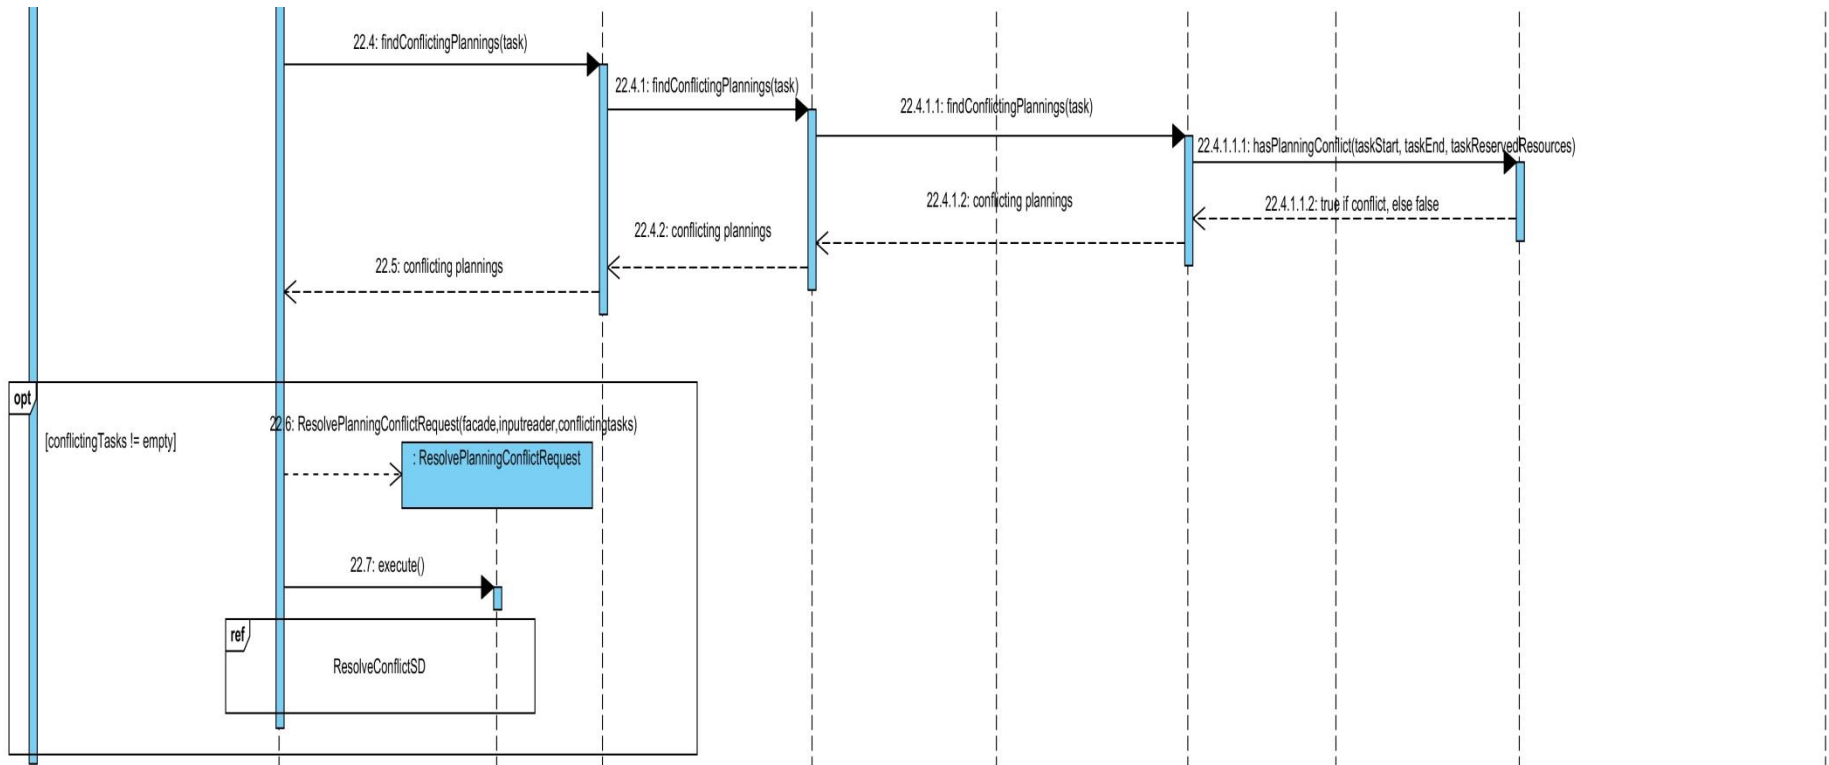 22.4: findConflictingPlannings(task)
22.4.1: findConflictingPlannings(task)
22.4.1.1: findConflictingPlannings(task)
22.4.1.1.1: hasPlanningConflict(taskStart, taskEnd, taskReservedResources)
22.4.1.1.2: true if conflict, else false
22.4.1.2: conflicting plannings
22.4.2: conflicting plannings
22.5: conflicting plannings
opt
[conflictingTasks != empty]
22.6: ResolvePlanningConflictRequest(facade,inputreader,conflictingtasks)
: ResolvePlanningConflictRequest
22.7: execute()
ref
ResolveConflictSD